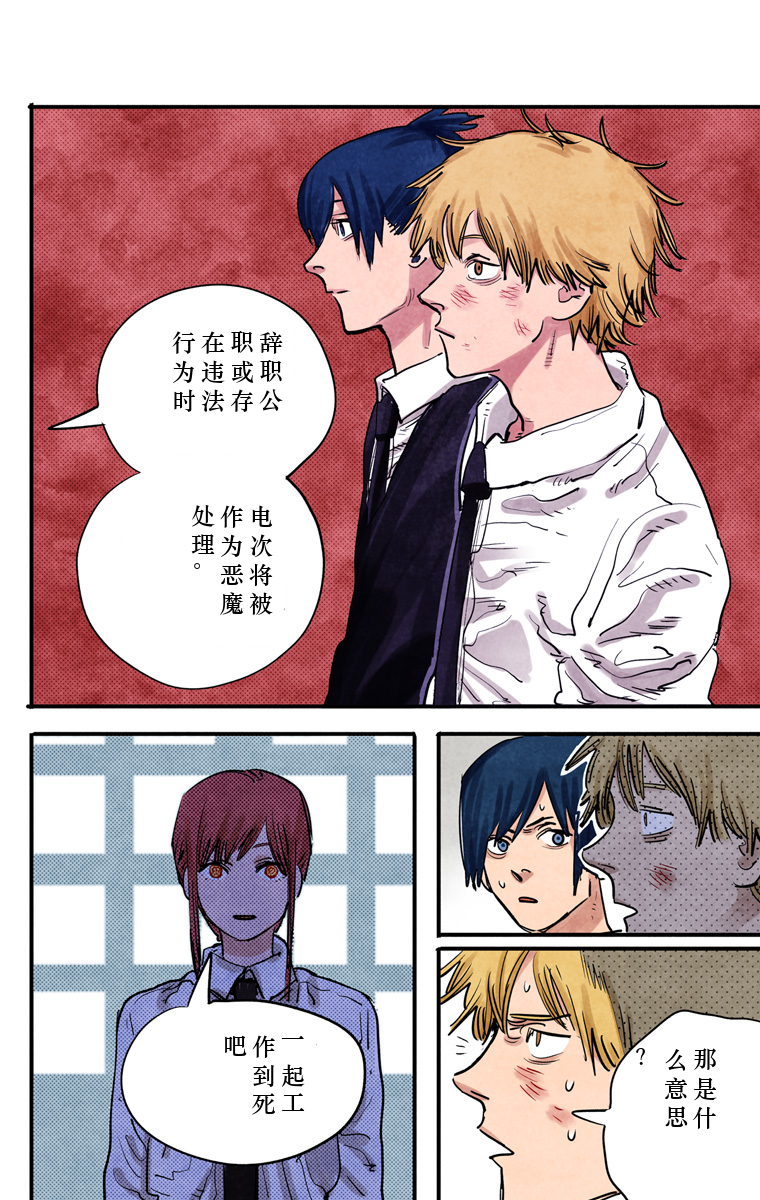 辞职公
职或存
在违法
行为时
电次将被
作为恶魔
处理。
那是什
么意思
？
一起工
作到死
吧